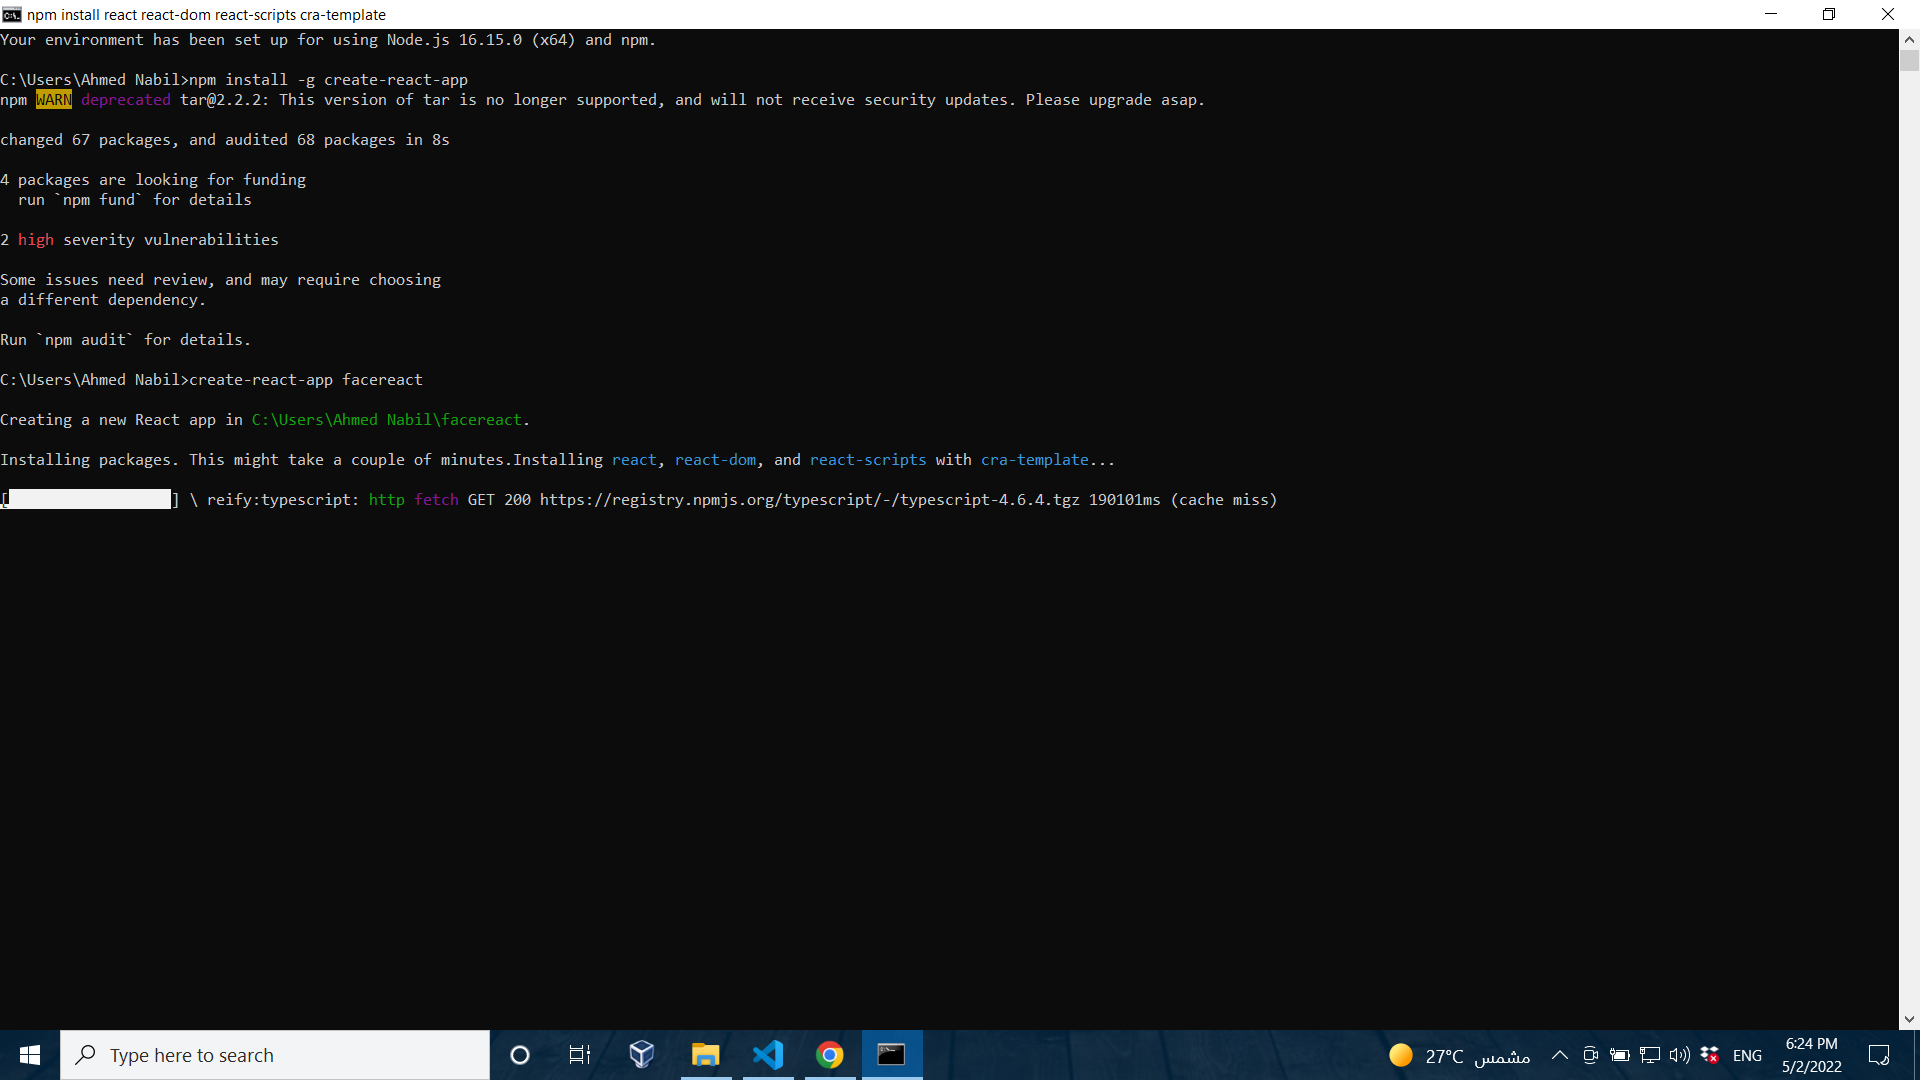 npm install react react-dom react-scripts cra-template
Your environment has been set up for using Node.js 16.15.0 (x64) and npm.
C:\Users\Ahmed Nabil>npm install -g create-react-app
npm WARN deprecated tar@2.2.2: This version of tar is no longer supported, and will not receive security updates. Please upgrade asap.
changed 67 packages, and audited 68 packages in 8s
4 packages are looking for funding
  run `npm fund` for details
2 high severity vulnerabilities
Some issues need review, and may require choosing
a different dependency.
Run `npm audit` for details.
C:\Users\Ahmed Nabil>create-react-app facereact
Creating a new React app in C:\Users\Ahmed Nabil\facereact.
Installing packages. This might take a couple of minutes.Installing react, react-dom, and react-scripts with cra-template...
[                  ] \ reify:typescript: http fetch GET 200 https://registry.npmjs.org/typescript/-/typescript-4.6.4.tgz 190101ms (cache miss)
Type here to search
27°C مشمس
ENG
6:24 PM
5/2/2022